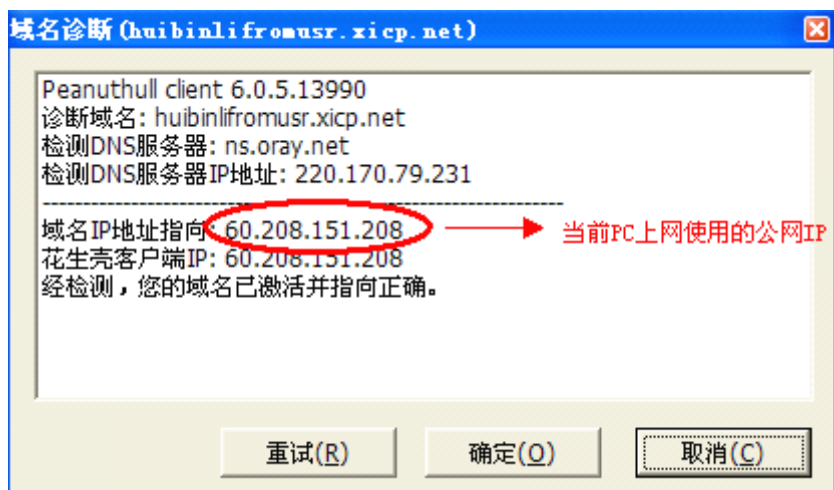 域名诊断(huibinlifromusr.xicp.net)
Peanuthull client 6.0.5.13990
诊断域名: huibinlifromusr.xicp.net
检测DNS服务器: ns.oray.net
检测DNS服务器IP地址: 220.170.79.231
----------------------------------------------------------------
域名IP地址指向: 60.208.151.208
当前PC上网使用的公网IP
花生壳客户端IP: 60.208.151.208
经检测，您的域名已激活并指向正确。
重试(R)
确定(O)
取消(C)